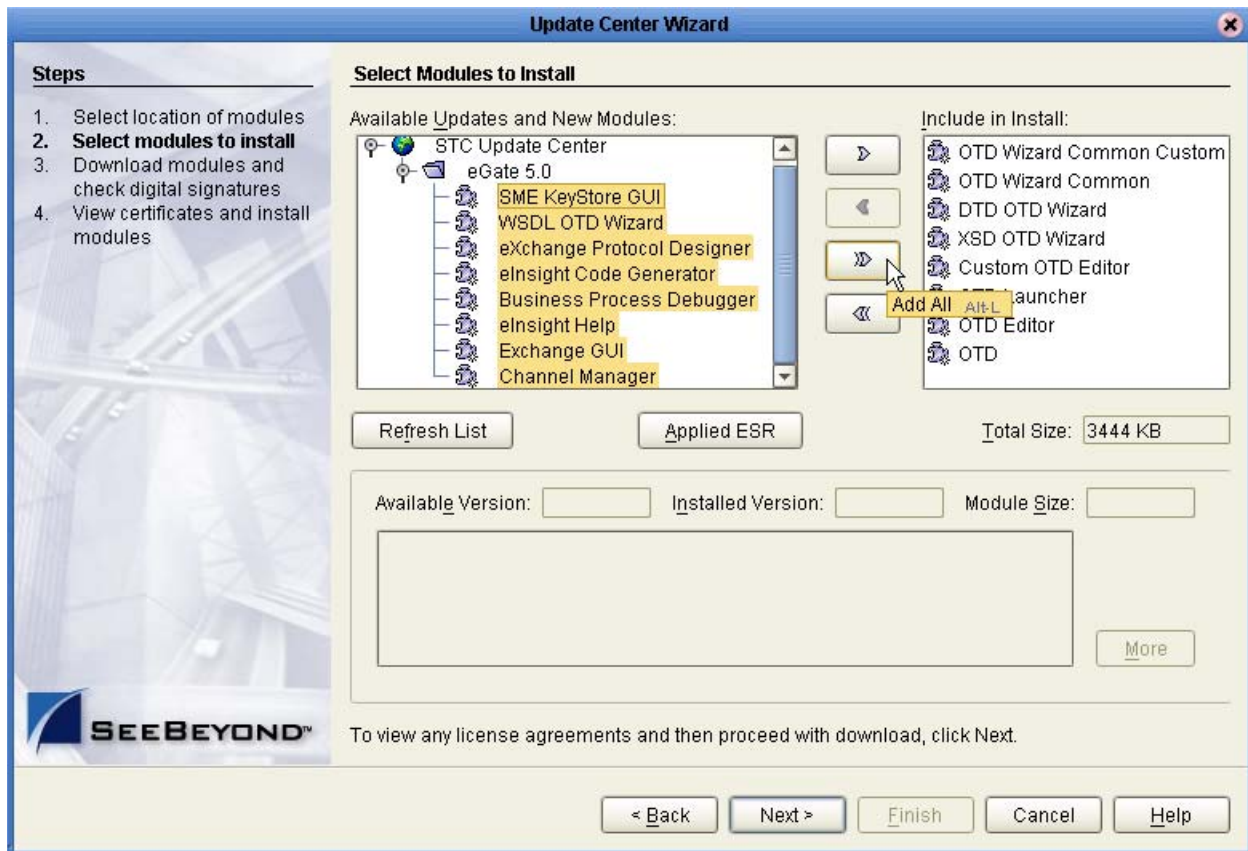 Update Center Wizard
Steps
1. Select location of modules
2. Select modules to install
3. Download modules and
check digital signatures
4. View certificates and install
modules
SEEBEYOND™
Select Modules to Install
Available Updates and New Modules:
STC Update Center
eGate 5.0
SME KeyStore GUI
WSDL OTD Wizard
eXchange Protocol Designer
eInsight Code Generator
Business Process Debugger
eInsight Help
Exchange GUI
Channel Manager
Add All Alt-L
Include in Install:
OTD Wizard Common Custom
OTD Wizard Common
DTD OTD Wizard
XSD OTD Wizard
Custom OTD Editor
auncher
OTD Editor
OTD
Refresh List
Applied ESR
Total Size: 3444 KB
Available Version:
Installed Version:
Module Size:
More
To view any license agreements and then proceed with download, click Next.
< Back
Next >
Finish
Cancel
Help